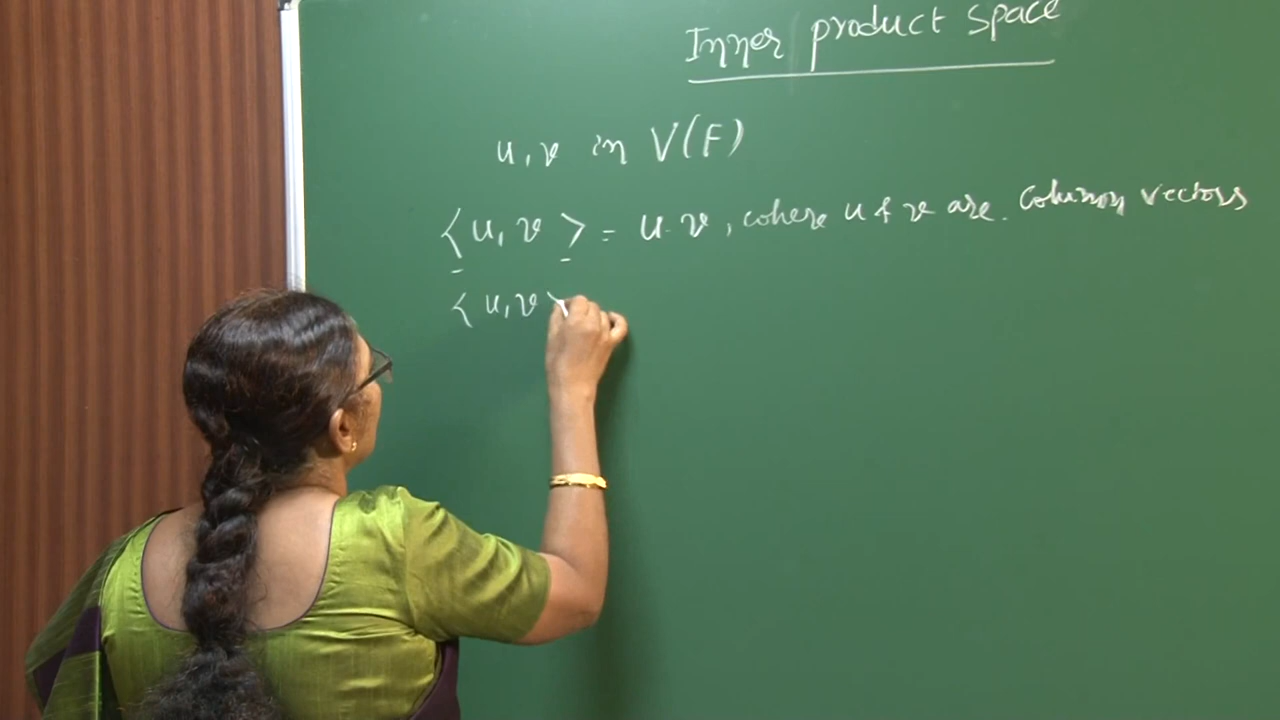 Inner product space
u, v in V(F)
⟨u, v⟩ = u. v, where u & v are. Column vectors
⟨u, v⟩